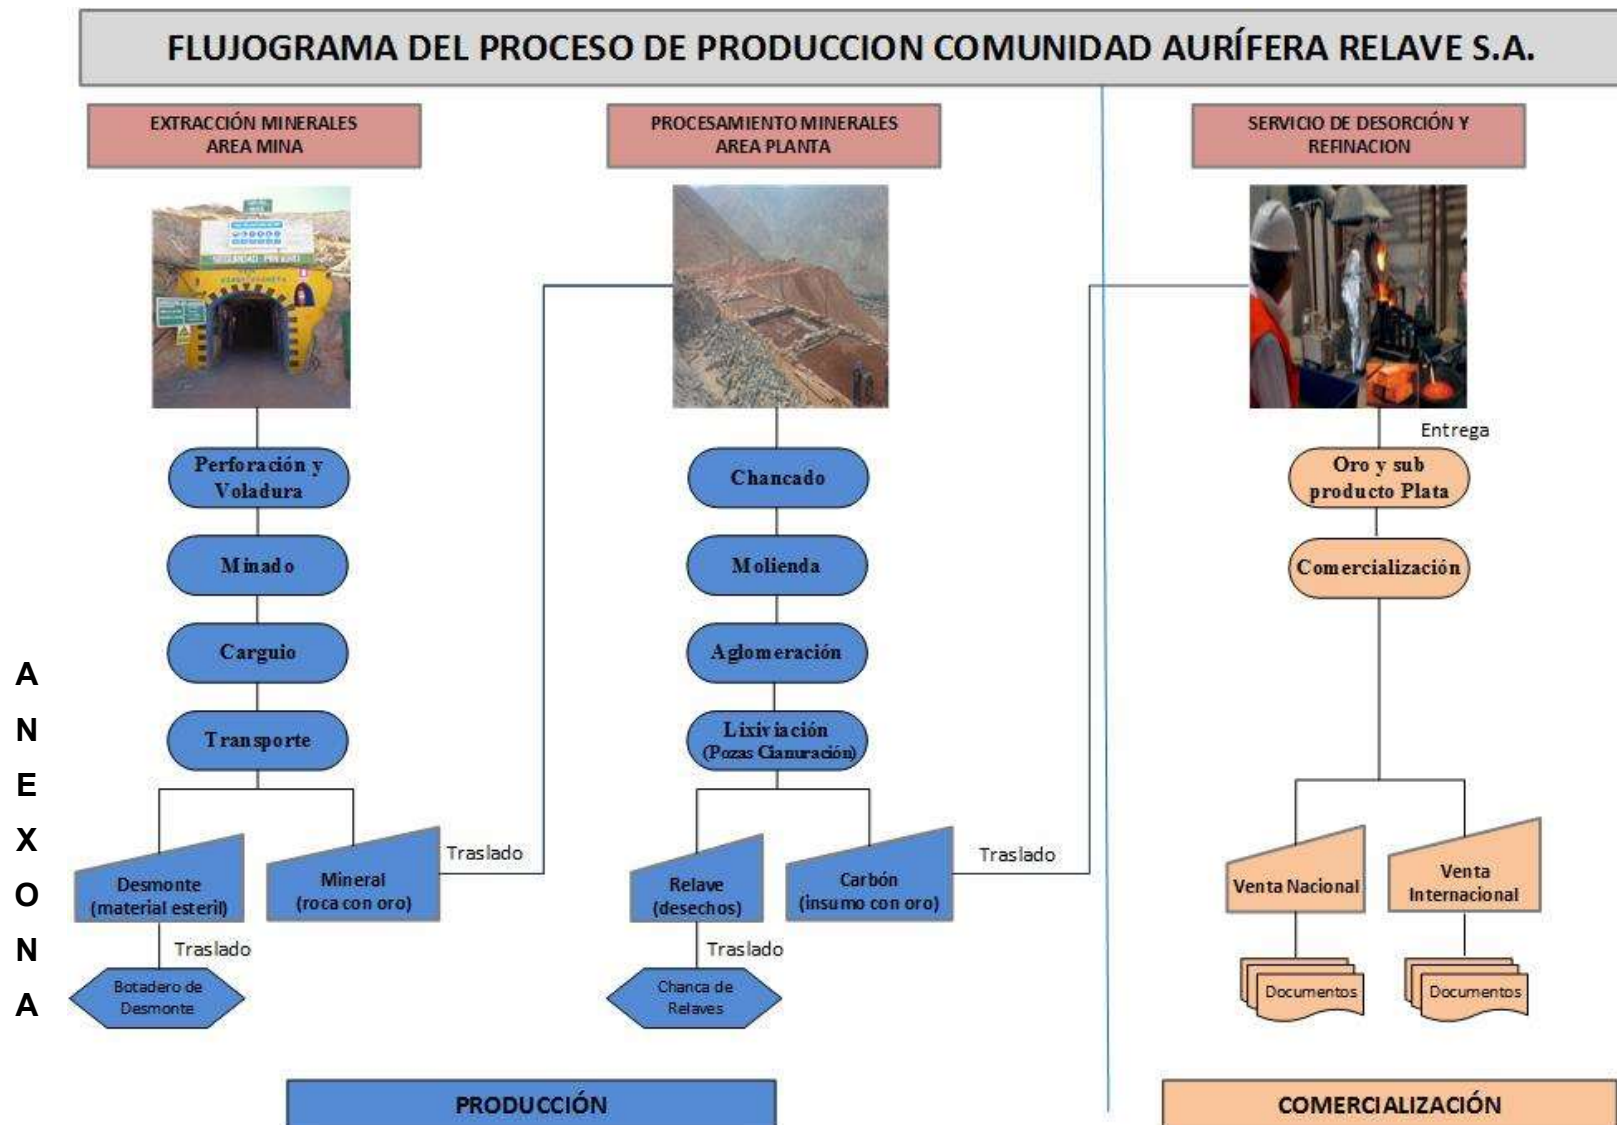 FLUJOGRAMA DEL PROCESO DE PRODUCCION COMUNIDAD AURÍFERA RELAVE S.A.
EXTRACCIÓN MINERALES
AREA MINA
SEGURIDAD
Perforación y
Voladura
Minado
Carguio
Transporte
Desmonte
(material esteril)
Mineral
(roca con oro)
Traslado
Traslado
Botadero de
Desmonte
PROCESAMIENTO MINERALES
AREA PLANTA
Chancado
Molienda
Aglomeración
Lixiviación
(Pozas Cianuración)
Relave
(desechos)
Carbón
(insumo con oro)
Traslado
Traslado
Chanca de
Relaves
SERVICIO DE DESORCIÓN Y
REFINACION
Entrega
Oro y sub
producto Plata
Comercialización
Venta Nacional
Venta
Internacional
Documentos
Documentos
PRODUCCIÓN
COMERCIALIZACIÓN
A
N
E
X
O
N
A